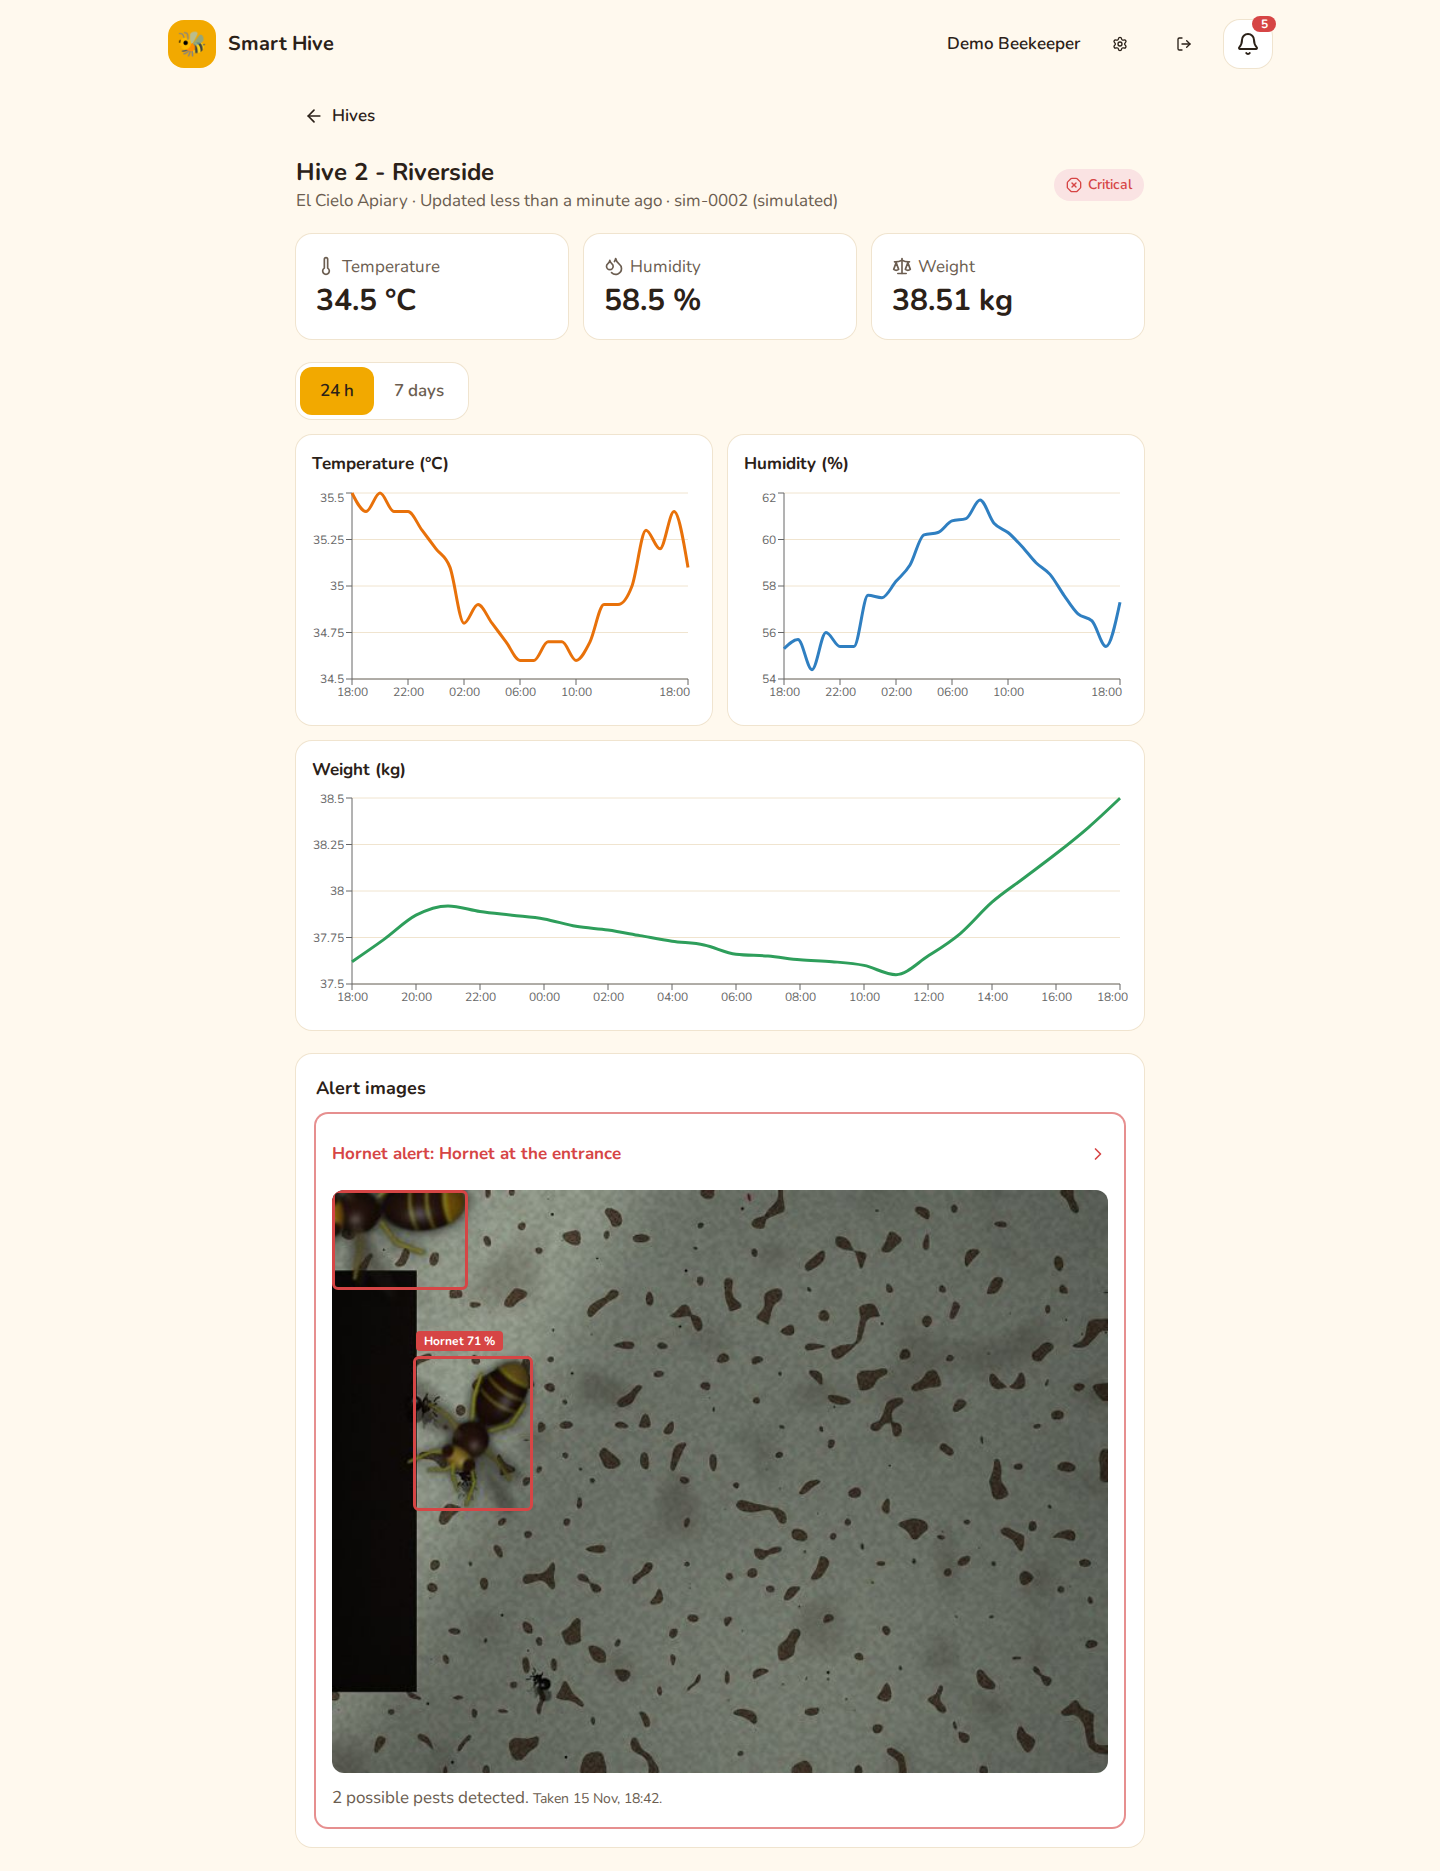 Smart Hive
Demo Beekeeper
5
Hives
Hive 2 - Riverside
El Cielo Apiary · Updated less than a minute ago · sim-0002 (simulated)
Critical
Temperature
34.5 °C
Humidity
58.5 %
Weight
38.51 kg
24 h
7 days
Temperature (°C)
35.5
35.25
35
34.75
34.5
18:00 22:00 02:00 06:00 10:00 18:00
Humidity (%)
62
60
58
56
54
18:00 22:00 02:00 06:00 10:00 18:00
Weight (kg)
38.5
38.25
38
37.75
37.5
18:00 20:00 22:00 00:00 02:00 04:00 06:00 08:00 10:00 12:00 14:00 16:00 18:00
Alert images
Hornet alert: Hornet at the entrance
Hornet 71 %
2 possible pests detected. Taken 15 Nov, 18:42.